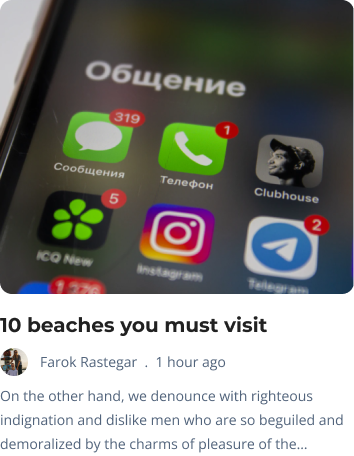 Общение
319
1
Сообщения
Телефон
Clubhouse
5
2
ICQ New
Instagram
Telegram
10 beaches you must visit
Farok Rastegar . 1 hour ago
On the other hand, we denounce with righteous
indignation and dislike men who are so beguiled and
demoralized by the charms of pleasure of the...